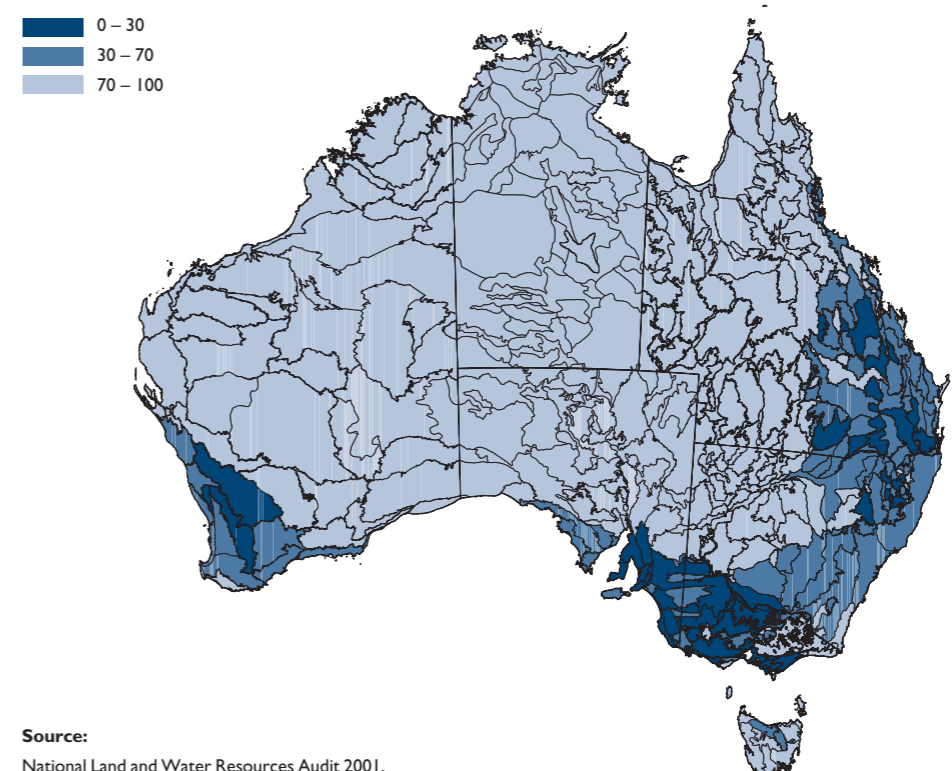 0 – 30
30 – 70
70 – 100
Source:
National Land and Water Resources Audit 2001.